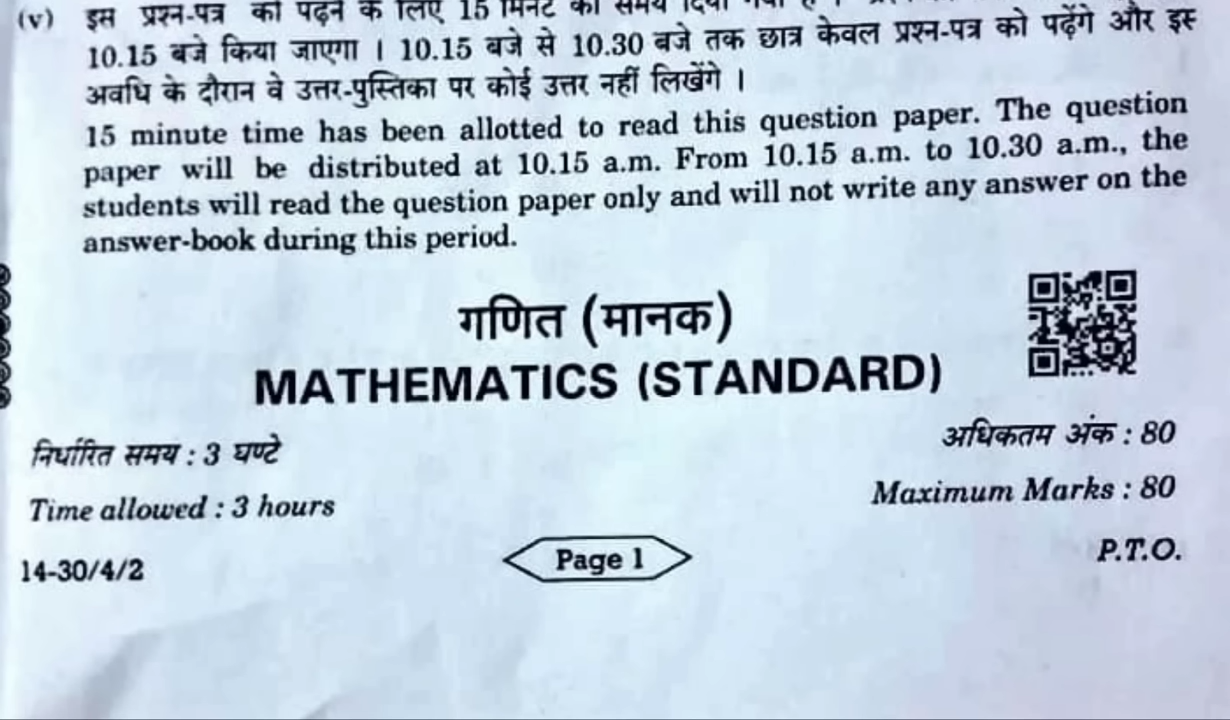 (v) इस प्रश्न-पत्र को पढ़ने के लिए 15 मिनट का समय दिया गया है ।
10.15 बजे किया जाएगा । 10.15 बजे से 10.30 बजे तक छात्र केवल प्रश्न-पत्र को पढ़ेंगे और इस
अवधि के दौरान वे उत्तर-पुस्तिका पर कोई उत्तर नहीं लिखेंगे ।
15 minute time has been allotted to read this question paper. The question
paper will be distributed at 10.15 a.m. From 10.15 a.m. to 10.30 a.m., the
students will read the question paper only and will not write any answer on the
answer-book during this period.
गणित (मानक)
MATHEMATICS (STANDARD)
निर्धारित समय : 3 घण्टे
अधिकतम अंक : 80
Time allowed : 3 hours
Maximum Marks : 80
14-30/4/2
Page 1
P.T.O.